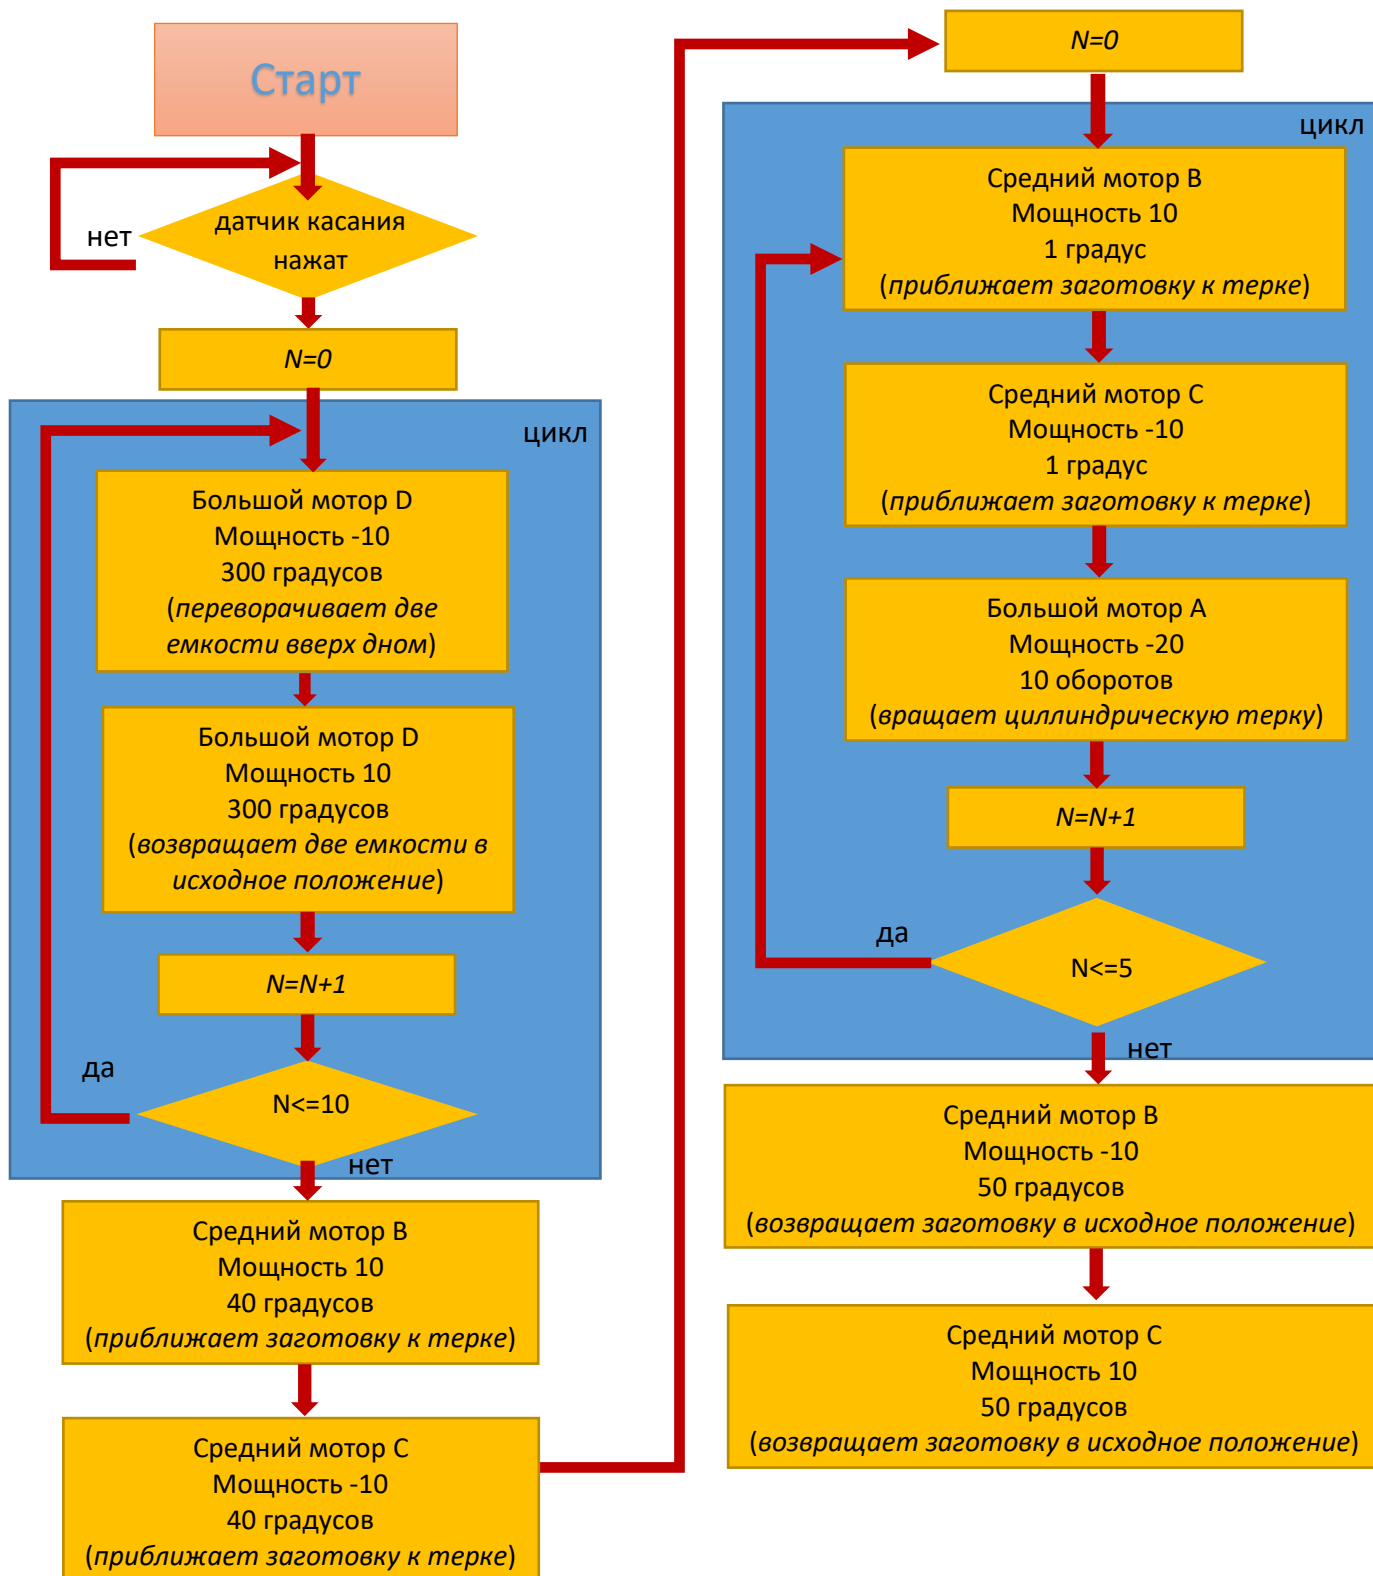 Старт
датчик касания
нажат
нет
N=0
цикл
Большой мотор D
Мощность -10
300 градусов
(переворачивает две
емкости вверх дном)
Большой мотор D
Мощность 10
300 градусов
(возвращает две емкости в
исходное положение)
N=N+1
да
N<=10
нет
Средний мотор B
Мощность 10
40 градусов
(приближает заготовку к терке)
Средний мотор C
Мощность -10
40 градусов
(приближает заготовку к терке)
N=0
цикл
Средний мотор B
Мощность 10
1 градус
(приближает заготовку к терке)
Средний мотор C
Мощность -10
1 градус
(приближает заготовку к терке)
Большой мотор A
Мощность -20
10 оборотов
(вращает циллиндрическую терку)
N=N+1
да
N<=5
нет
Средний мотор B
Мощность -10
50 градусов
(возвращает заготовку в исходное положение)
Средний мотор C
Мощность 10
50 градусов
(возвращает заготовку в исходное положение)